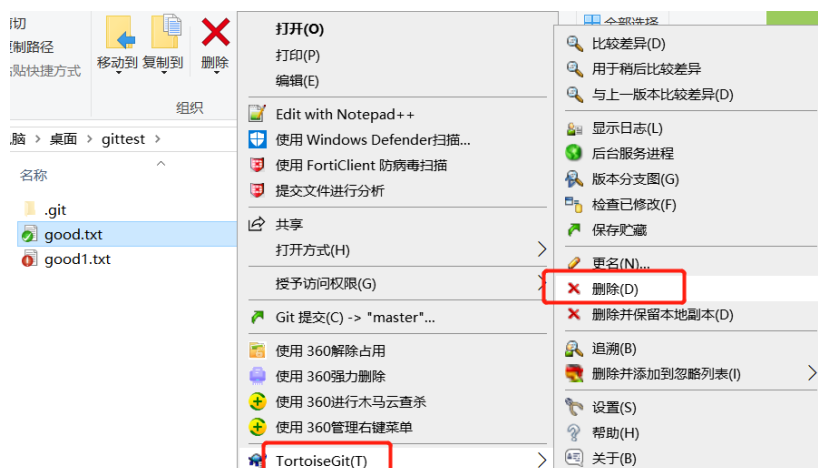 移动到 复制到 删除
制路径
贴快捷方式
组织
脑 > 桌面 > gittest >
名称
.git
good.txt
good1.txt
打开(O)
打印(P)
编辑(E)
Edit with Notepad++
使用 Windows Defender扫描...
使用 FortiClient 防病毒扫描
提交文件进行分析
共享
打开方式(H)
授予访问权限(G)
Git 提交(C) -> "master"...
使用 360解除占用
使用 360强力删除
使用 360进行木马云查杀
使用 360管理右键菜单
TortoiseGit(T)
全部选择
比较差异(D)
用于稍后比较差异
与上一版本比较差异(D)
显示日志(L)
后台服务进程
版本分支图(G)
检查已修改(F)
保存贮藏
更名(N)...
删除(D)
删除并保留本地副本(D)
追溯(B)
删除并添加到忽略列表(I)
设置(S)
帮助(H)
关于(B)